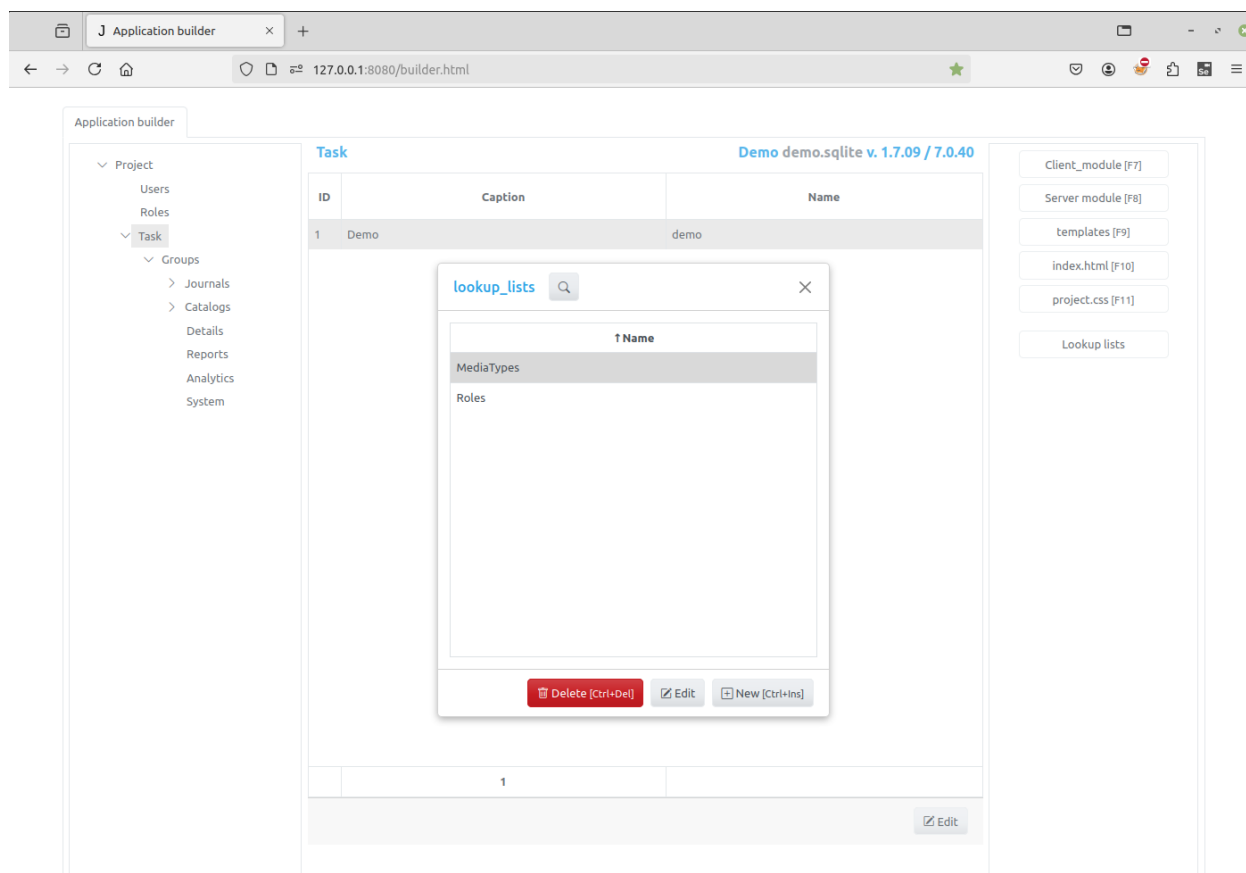 J Application builder
127.0.0.1:8080/builder.html
Application builder
Project
Users
Roles
Task
Groups
Journals
Catalogs
Details
Reports
Analytics
System
Task
Demo demo.sqlite v. 1.7.09 / 7.0.40
ID Caption Name
1 Demo demo
lookup_lists
↑Name
MediaTypes
Roles
Delete [Ctrl+Del] Edit New [Ctrl+Ins]
1
Edit
Client_module [F7]
Server module [F8]
templates [F9]
index.html [F10]
project.css [F11]
Lookup lists
Se